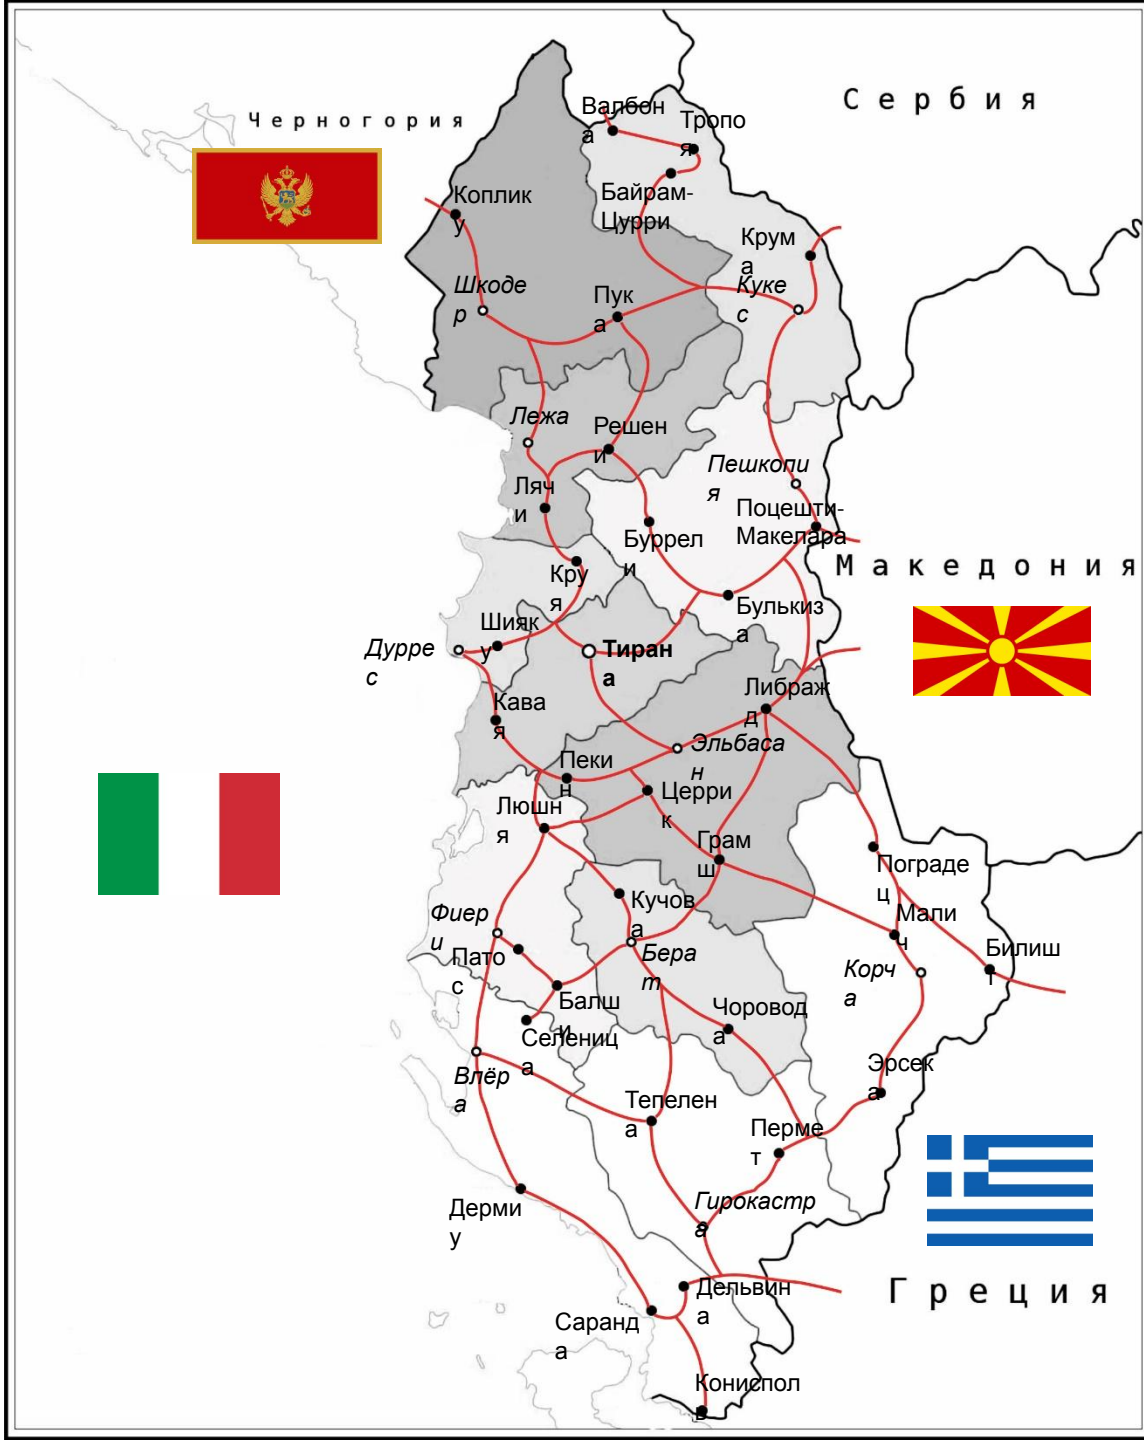 Сербия
Валбон
а
Тропо
я
Черногория
Байрам-
Цурри
Коплик
у
Крум
а
Шкоде
р
Куке
с
Пук
а
Лежа
Решен
и
Пешкопи
я
Ляч
и
Поцешти-
Макелара
Буррел
и
Македония
Кру
я
Булькиз
а
Шияк
у
Дурре
с
Тиран
а
Либраж
д
Кава
я
Эльбаса
н
Пеки
н
Церри
к
Люшн
я
Грам
ш
Пограде
ц
Кучов
а
Фиер
и
Мали
ч
Билиш
т
Пато
с
Бера
т
Корч
а
Балш
и
Чоровод
а
Селениц
а
Влёр
а
Эрсек
а
Тепелен
а
Перме
т
Дерми
у
Гирокастр
а
Греция
Дельвин
а
Саранд
а
Кониспол